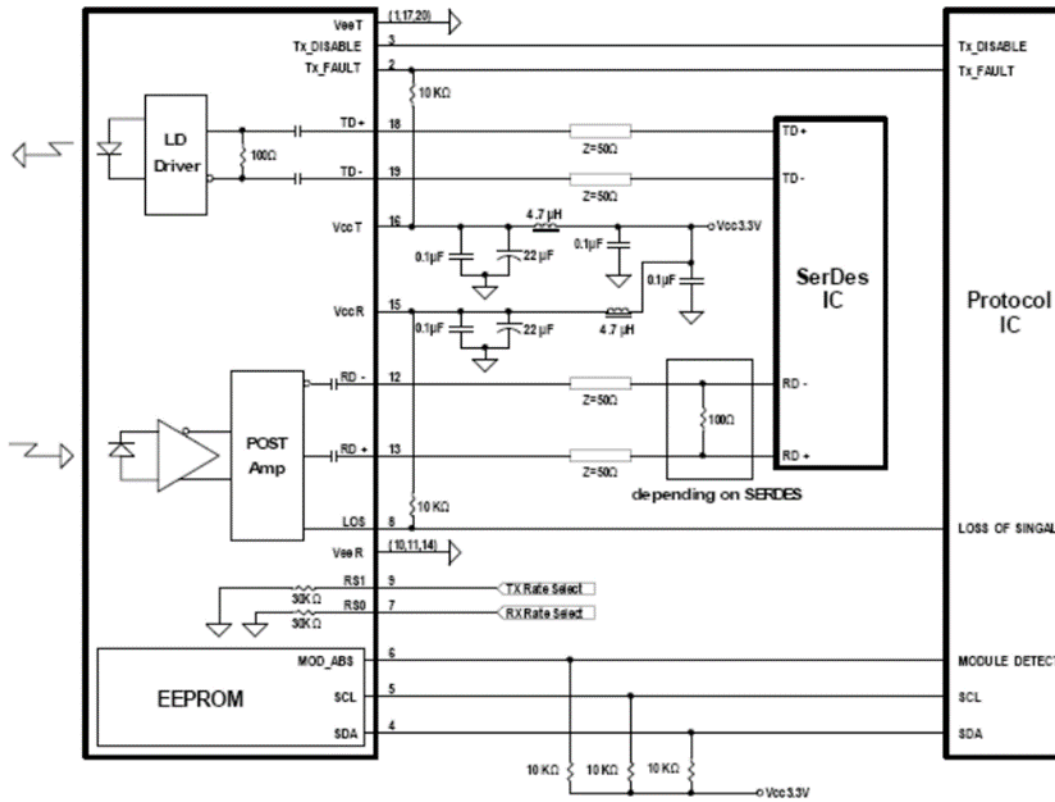 VeeT (1,17,20)
Tx_DISABLE 3 Tx_DISABLE
Tx_FAULT 2 Tx_FAULT
10 KΩ
LD
Driver
100Ω
TD+ 18 Z=50Ω TD+
TD- 19 Z=50Ω TD-
VccT 16 4.7 µH Vcc3.3V
0.1µF 22 µF 0.1µF 0.1µF
VccR 15 4.7 µH
0.1µF 22 µF
SerDes
IC
Protocol
IC
RD - 12 Z=50Ω RD -
100Ω
POST
Amp
RD + 13 Z=50Ω RD +
depending on SERDES
10 KΩ
LOS 8 LOSS OF SINGAL
VeeR (10,11,14)
RS1 9 TX Rate Select
30KΩ
RS0 7 RX Rate Select
30KΩ
EEPROM
MOD_ABS 6 MODULE DETECT
SCL 5 SCL
SDA 4 SDA
10 KΩ 10 KΩ 10 KΩ
Vcc3.3V